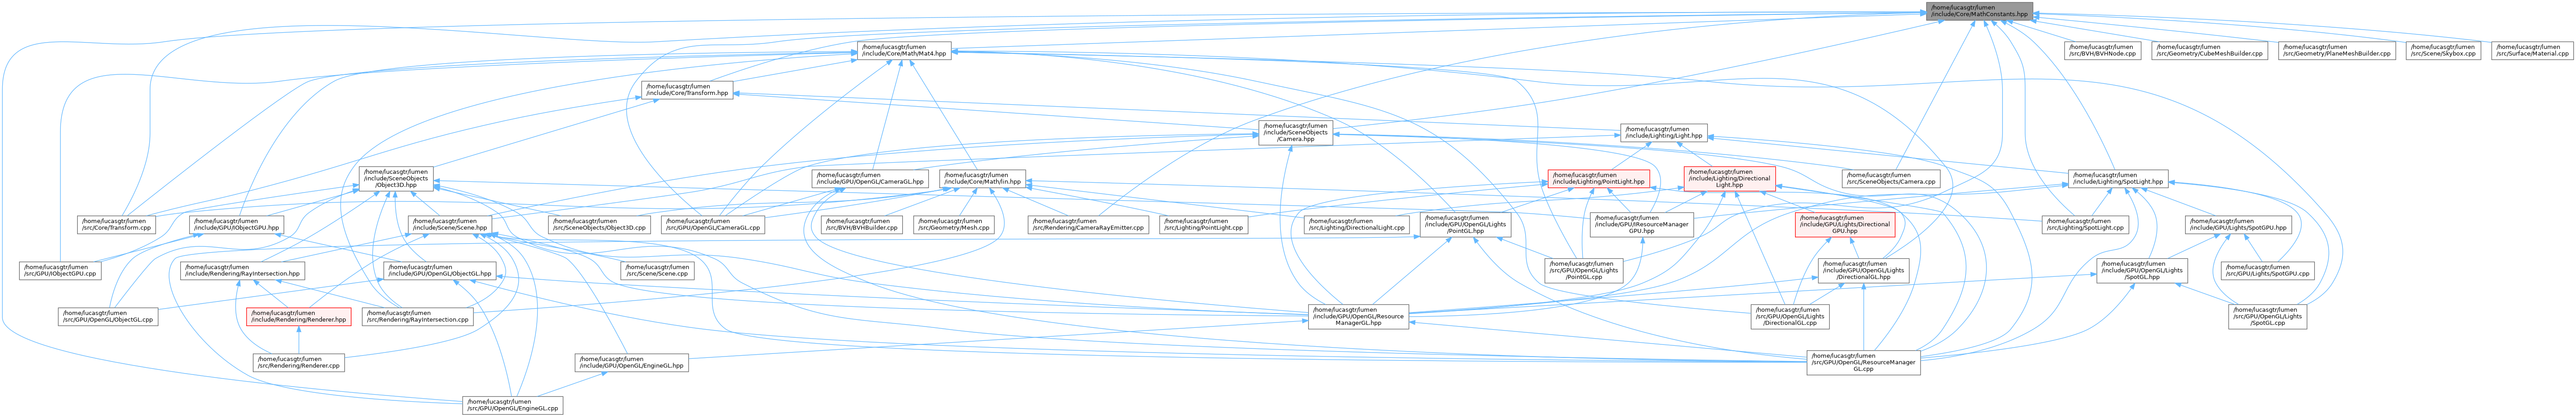 /home/lucasgtr/lumen
/include/Core/MathConstants.hpp
/home/lucasgtr/lumen
/include/Core/Math/Mat4.hpp
/home/lucasgtr/lumen
/src/BVH/BVHNode.cpp
/home/lucasgtr/lumen
/src/Geometry/CubeMeshBuilder.cpp
/home/lucasgtr/lumen
/src/Geometry/PlaneMeshBuilder.cpp
/home/lucasgtr/lumen
/src/Scene/Skybox.cpp
/home/lucasgtr/lumen
/src/Surface/Material.cpp
/home/lucasgtr/lumen
/include/Core/Transform.hpp
/home/lucasgtr/lumen
/include/SceneObjects
/Camera.hpp
/home/lucasgtr/lumen
/include/Lighting/Light.hpp
/home/lucasgtr/lumen
/include/SceneObjects
/Object3D.hpp
/home/lucasgtr/lumen
/include/GPU/OpenGL/CameraGL.hpp
/home/lucasgtr/lumen
/include/Core/Math/lin.hpp
/home/lucasgtr/lumen
/include/Lighting/PointLight.hpp
/home/lucasgtr/lumen
/include/Lighting/Directional
Light.hpp
/home/lucasgtr/lumen
/src/SceneObjects/Camera.cpp
/home/lucasgtr/lumen
/include/Lighting/SpotLight.hpp
/home/lucasgtr/lumen
/src/Core/Transform.cpp
/home/lucasgtr/lumen
/include/GPU/IObjectGPU.hpp
/home/lucasgtr/lumen
/include/Scene/Scene.hpp
/home/lucasgtr/lumen
/src/SceneObjects/Object3D.cpp
/home/lucasgtr/lumen
/src/GPU/OpenGL/CameraGL.cpp
/home/lucasgtr/lumen
/src/BVH/BVHBuilder.cpp
/home/lucasgtr/lumen
/src/Geometry/Mesh.cpp
/home/lucasgtr/lumen
/src/Rendering/CameraRayEmitter.cpp
/home/lucasgtr/lumen
/src/Lighting/PointLight.cpp
/home/lucasgtr/lumen
/src/Lighting/DirectionalLight.cpp
/home/lucasgtr/lumen
/include/GPU/OpenGL/Lights
/PointGL.hpp
/home/lucasgtr/lumen
/include/GPU/IResourceManager
GPU.hpp
/home/lucasgtr/lumen
/include/GPU/Lights/Directional
GPU.hpp
/home/lucasgtr/lumen
/src/Lighting/SpotLight.cpp
/home/lucasgtr/lumen
/include/GPU/Lights/SpotGPU.hpp
/home/lucasgtr/lumen
/src/GPU/IObjectGPU.cpp
/home/lucasgtr/lumen
/include/Rendering/RayIntersection.hpp
/home/lucasgtr/lumen
/include/GPU/OpenGL/ObjectGL.hpp
/home/lucasgtr/lumen
/src/Scene/Scene.cpp
/home/lucasgtr/lumen
/src/GPU/OpenGL/Lights
/PointGL.cpp
/home/lucasgtr/lumen
/include/GPU/OpenGL/Lights
/DirectionalGL.hpp
/home/lucasgtr/lumen
/include/GPU/OpenGL/Lights
/SpotGL.hpp
/home/lucasgtr/lumen
/src/GPU/Lights/SpotGPU.cpp
/home/lucasgtr/lumen
/src/GPU/OpenGL/ObjectGL.cpp
/home/lucasgtr/lumen
/include/Rendering/Renderer.hpp
/home/lucasgtr/lumen
/src/Rendering/RayIntersection.cpp
/home/lucasgtr/lumen
/include/GPU/OpenGL/Resource
ManagerGL.hpp
/home/lucasgtr/lumen
/src/GPU/OpenGL/Lights
/DirectionalGL.cpp
/home/lucasgtr/lumen
/src/GPU/OpenGL/Lights
/SpotGL.cpp
/home/lucasgtr/lumen
/src/Rendering/Renderer.cpp
/home/lucasgtr/lumen
/include/GPU/OpenGL/EngineGL.hpp
/home/lucasgtr/lumen
/src/GPU/OpenGL/ResourceManager
GL.cpp
/home/lucasgtr/lumen
/src/GPU/OpenGL/EngineGL.cpp